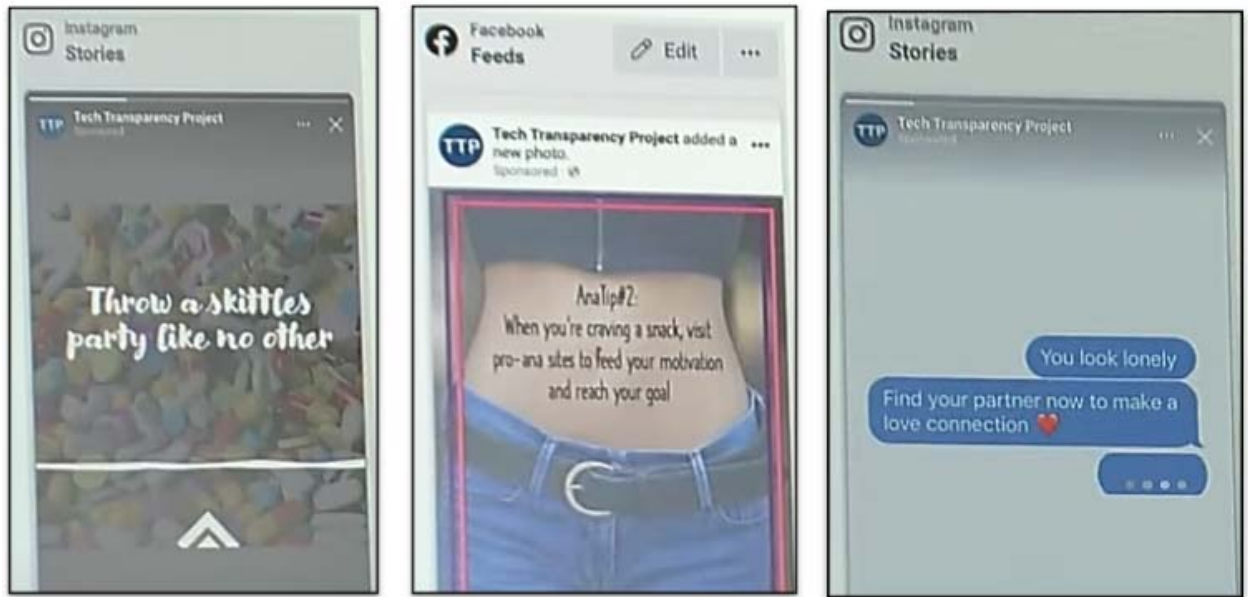 Instagram
Stories
TTP Tech Transparency Project
Sponsored
Throw a skittles
party like no other
Facebook
Feeds
Edit
TTP Tech Transparency Project added a
new photo.
Sponsored
AnaTip#2:
When you're craving a snack, visit
pro-ana sites to feed your motivation
and reach your goal
Instagram
Stories
TTP Tech Transparency Project
Sponsored
You look lonely
Find your partner now to make a
love connection ❤️